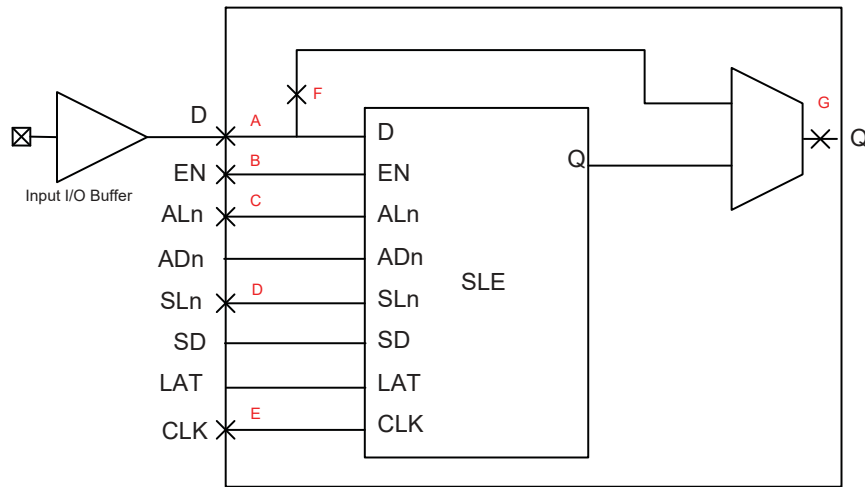 F
G
D A D
Q Q
EN B EN
Input I/O Buffer
ALn C ALn
ADn ADn
SLE
SLn D SLn
SD SD
LAT LAT
CLK E CLK